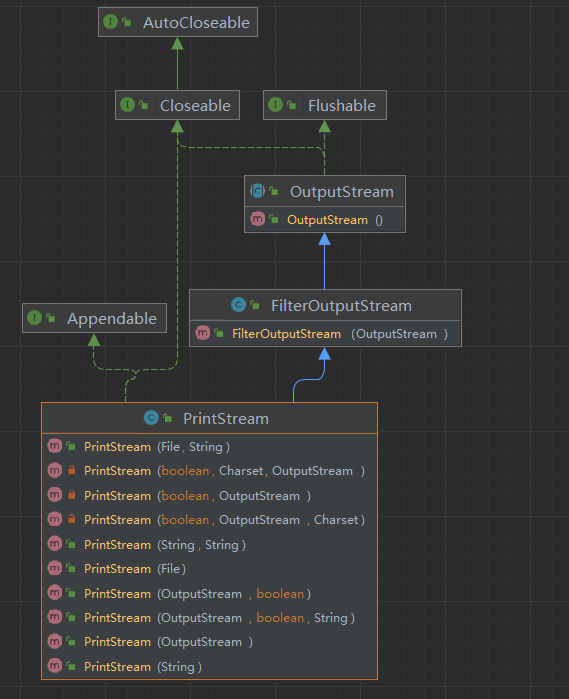 AutoCloseable
Closeable
Flushable
OutputStream
OutputStream ()
Appendable
FilterOutputStream
FilterOutputStream (OutputStream )
PrintStream
PrintStream (File, String)
PrintStream (boolean, Charset, OutputStream )
PrintStream (boolean, OutputStream )
PrintStream (boolean, OutputStream , Charset)
PrintStream (String, String)
PrintStream (File)
PrintStream (OutputStream , boolean)
PrintStream (OutputStream , boolean, String)
PrintStream (OutputStream )
PrintStream (String)